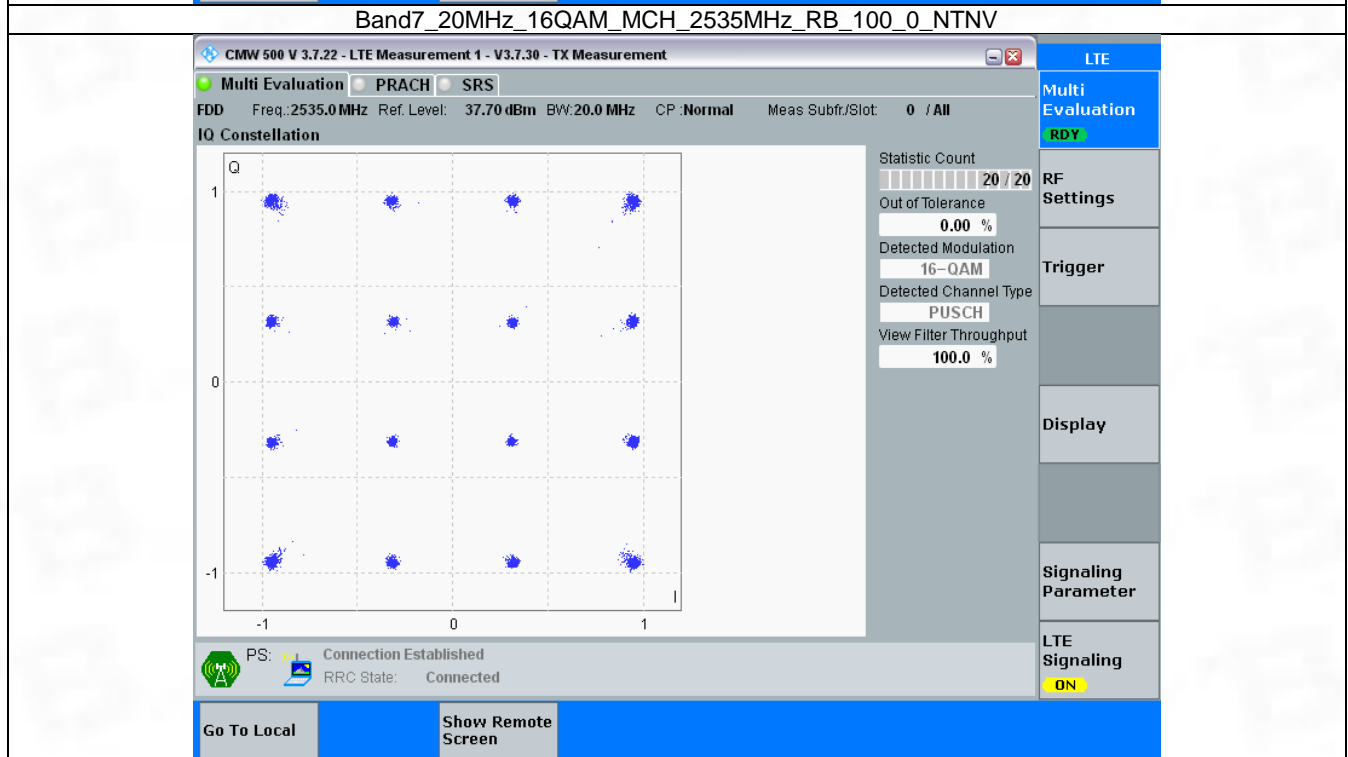 Band7_20MHz_16QAM_MCH_2535MHz_RB_100_0_NTNV
CMW 500 V 3.7.22 - LTE Measurement 1 - V3.7.30 - TX Measurement
LTE
Multi Evaluation PRACH SRS
FDD Freq.:2535.0 MHz Ref. Level: 37.70 dBm BW:20.0 MHz CP :Normal Meas Subfr./Slot: 0 / All
IQ Constellation
Multi
Evaluation
RDY
Q
1
0
-1
I
-1 0 1
Statistic Count
20 / 20
Out of Tolerance
0.00 %
Detected Modulation
16-QAM
Detected Channel Type
PUSCH
View Filter Throughput
100.0 %
RF
Settings
Trigger
Display
Signaling
Parameter
LTE
Signaling
ON
PS: Connection Established
RRC State: Connected
Go To Local
Show Remote
Screen